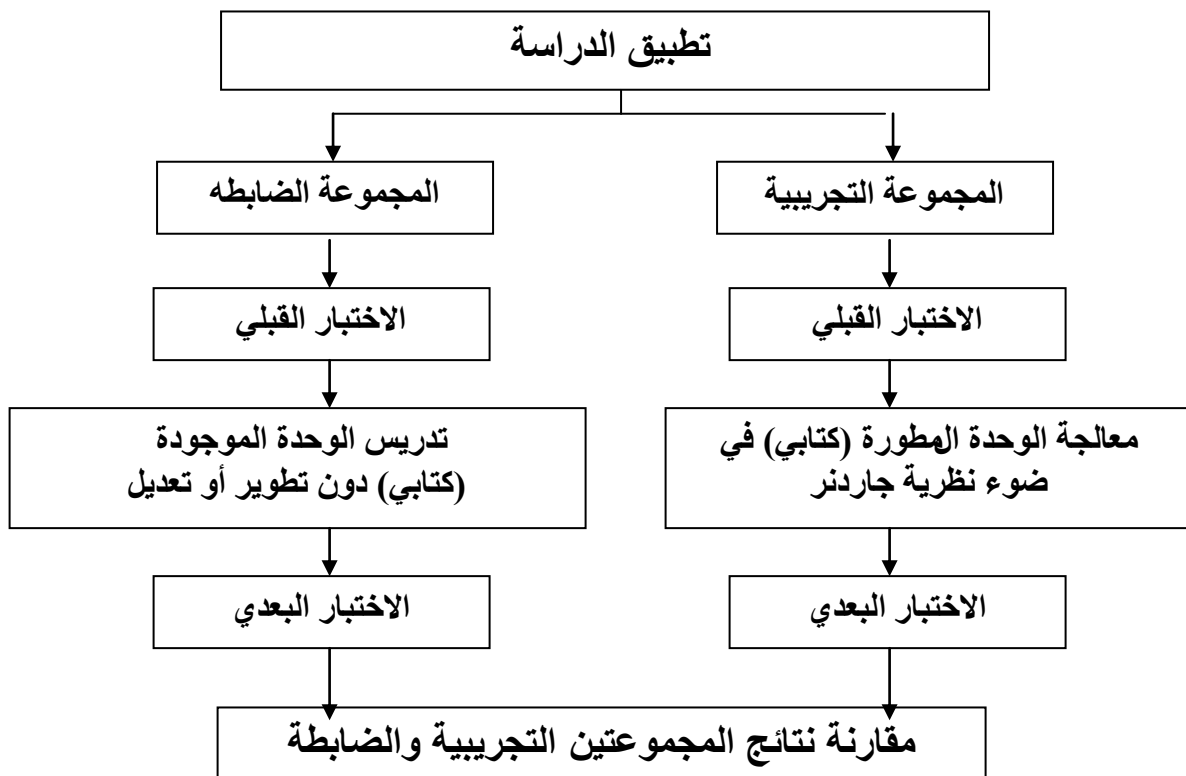 تطبيق الدراسة
المجموعة التجريبية
المجموعة الضابطه
الاختبار القبلي
الاختبار القبلي
معالجة الوحدة المطورة (كتابي) في
ضوء نظرية جاردنر
تدريس الوحدة الموجودة
(كتابي) دون تطوير أو تعديل
الاختبار البعدي
الاختبار البعدي
مقارنة نتائج المجموعتين التجريبية والضابطة